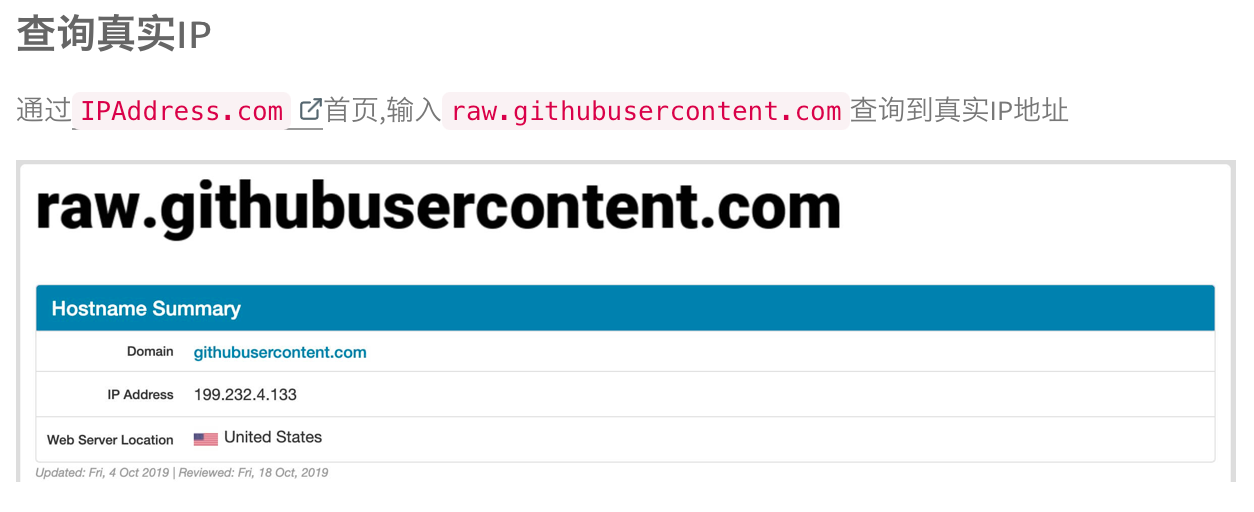 查询真实IP
通过IPAddress.com首页,输入raw.githubusercontent.com查询到真实IP地址
raw.githubusercontent.com
Hostname Summary
Domain githubusercontent.com
IP Address 199.232.4.133
Web Server Location United States
Updated: Fri, 4 Oct 2019 | Reviewed: Fri, 18 Oct, 2019